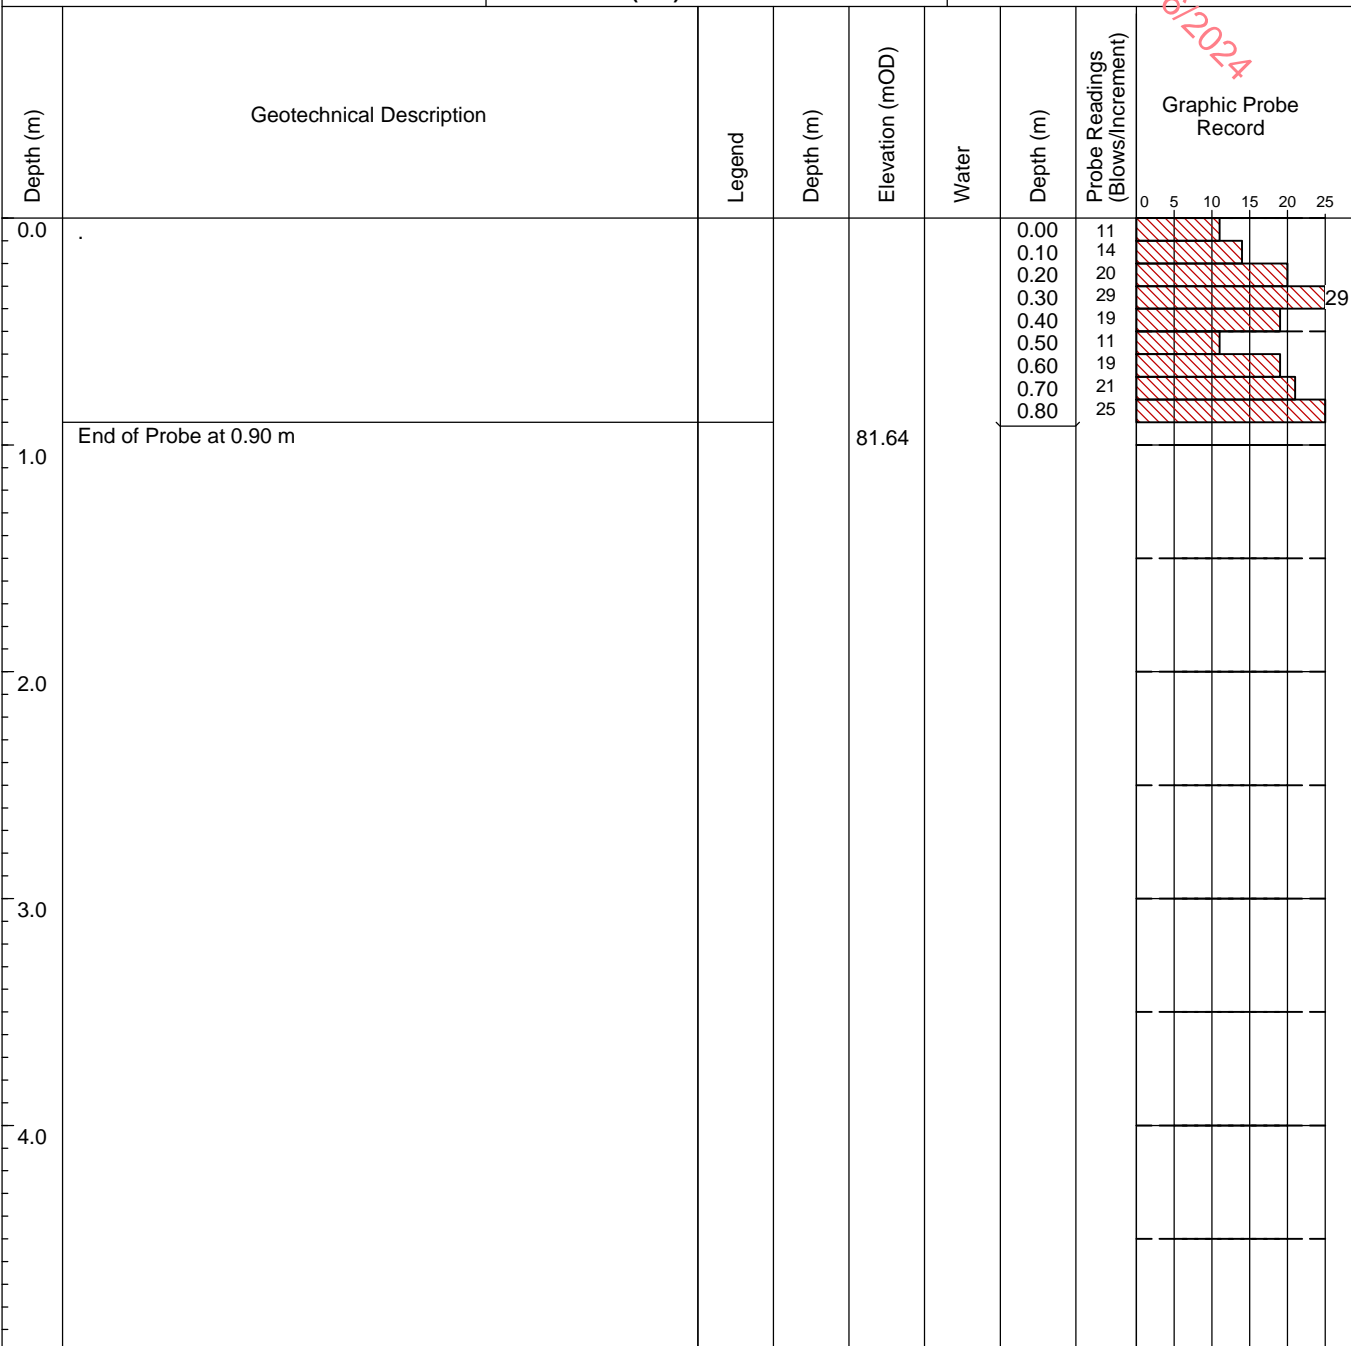 Depth (m)
Geotechnical Description
Legend
Depth (m)
Elevation (mOD)
Water
Depth (m)
Probe Readings
(Blows/Increment)
Graphic Probe
Record
0 5 10 15 20 25
0.0 . 0.00 11
0.10 14
0.20 20
0.30 29 29
0.40 19
0.50 11
0.60 19
0.70 21
0.80 25
End of Probe at 0.90 m 81.64
1.0
2.0
3.0
4.0
6/2024